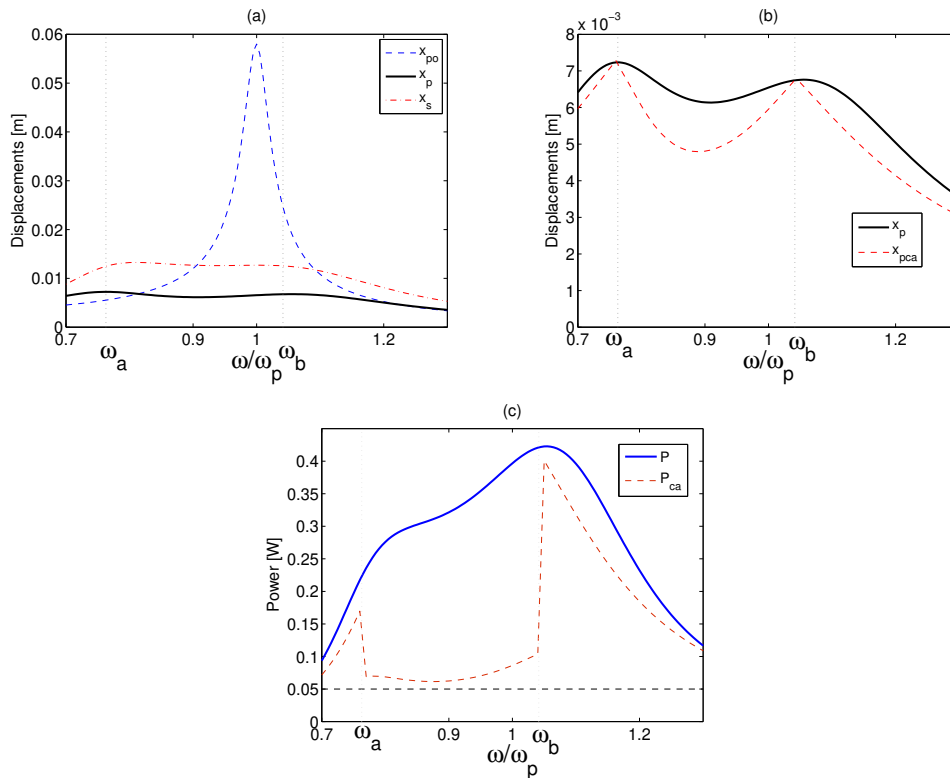 (a)
0.06
0.05
0.04
0.03
0.02
0.01
0
Displacements [m]
x_po
x_p
x_s
0.7 0.9 1 1.2
ω_a ω/ω_p ω_b
(b)
x 10^-3
8
7
6
5
4
3
2
1
0
Displacements [m]
x_p
x_pca
0.7 0.9 1 1.2
ω_a ω/ω_p ω_b
(c)
0.4
0.35
0.3
0.25
0.2
0.15
0.1
0.05
0
Power [W]
P
P_ca
0.7 0.9 1 1.2
ω_a ω/ω_p ω_b